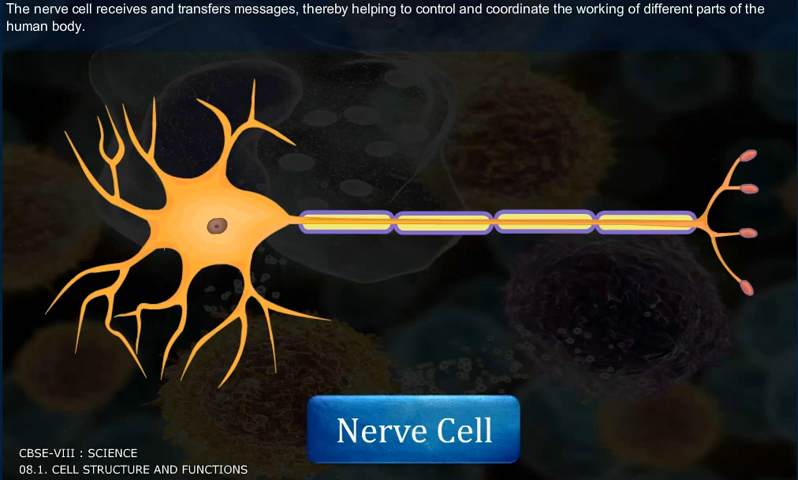 The nerve cell receives and transfers messages, thereby helping to control and coordinate the working of different parts of the
human body.
Nerve Cell
CBSE-VIII : SCIENCE
08.1. CELL STRUCTURE AND FUNCTIONS